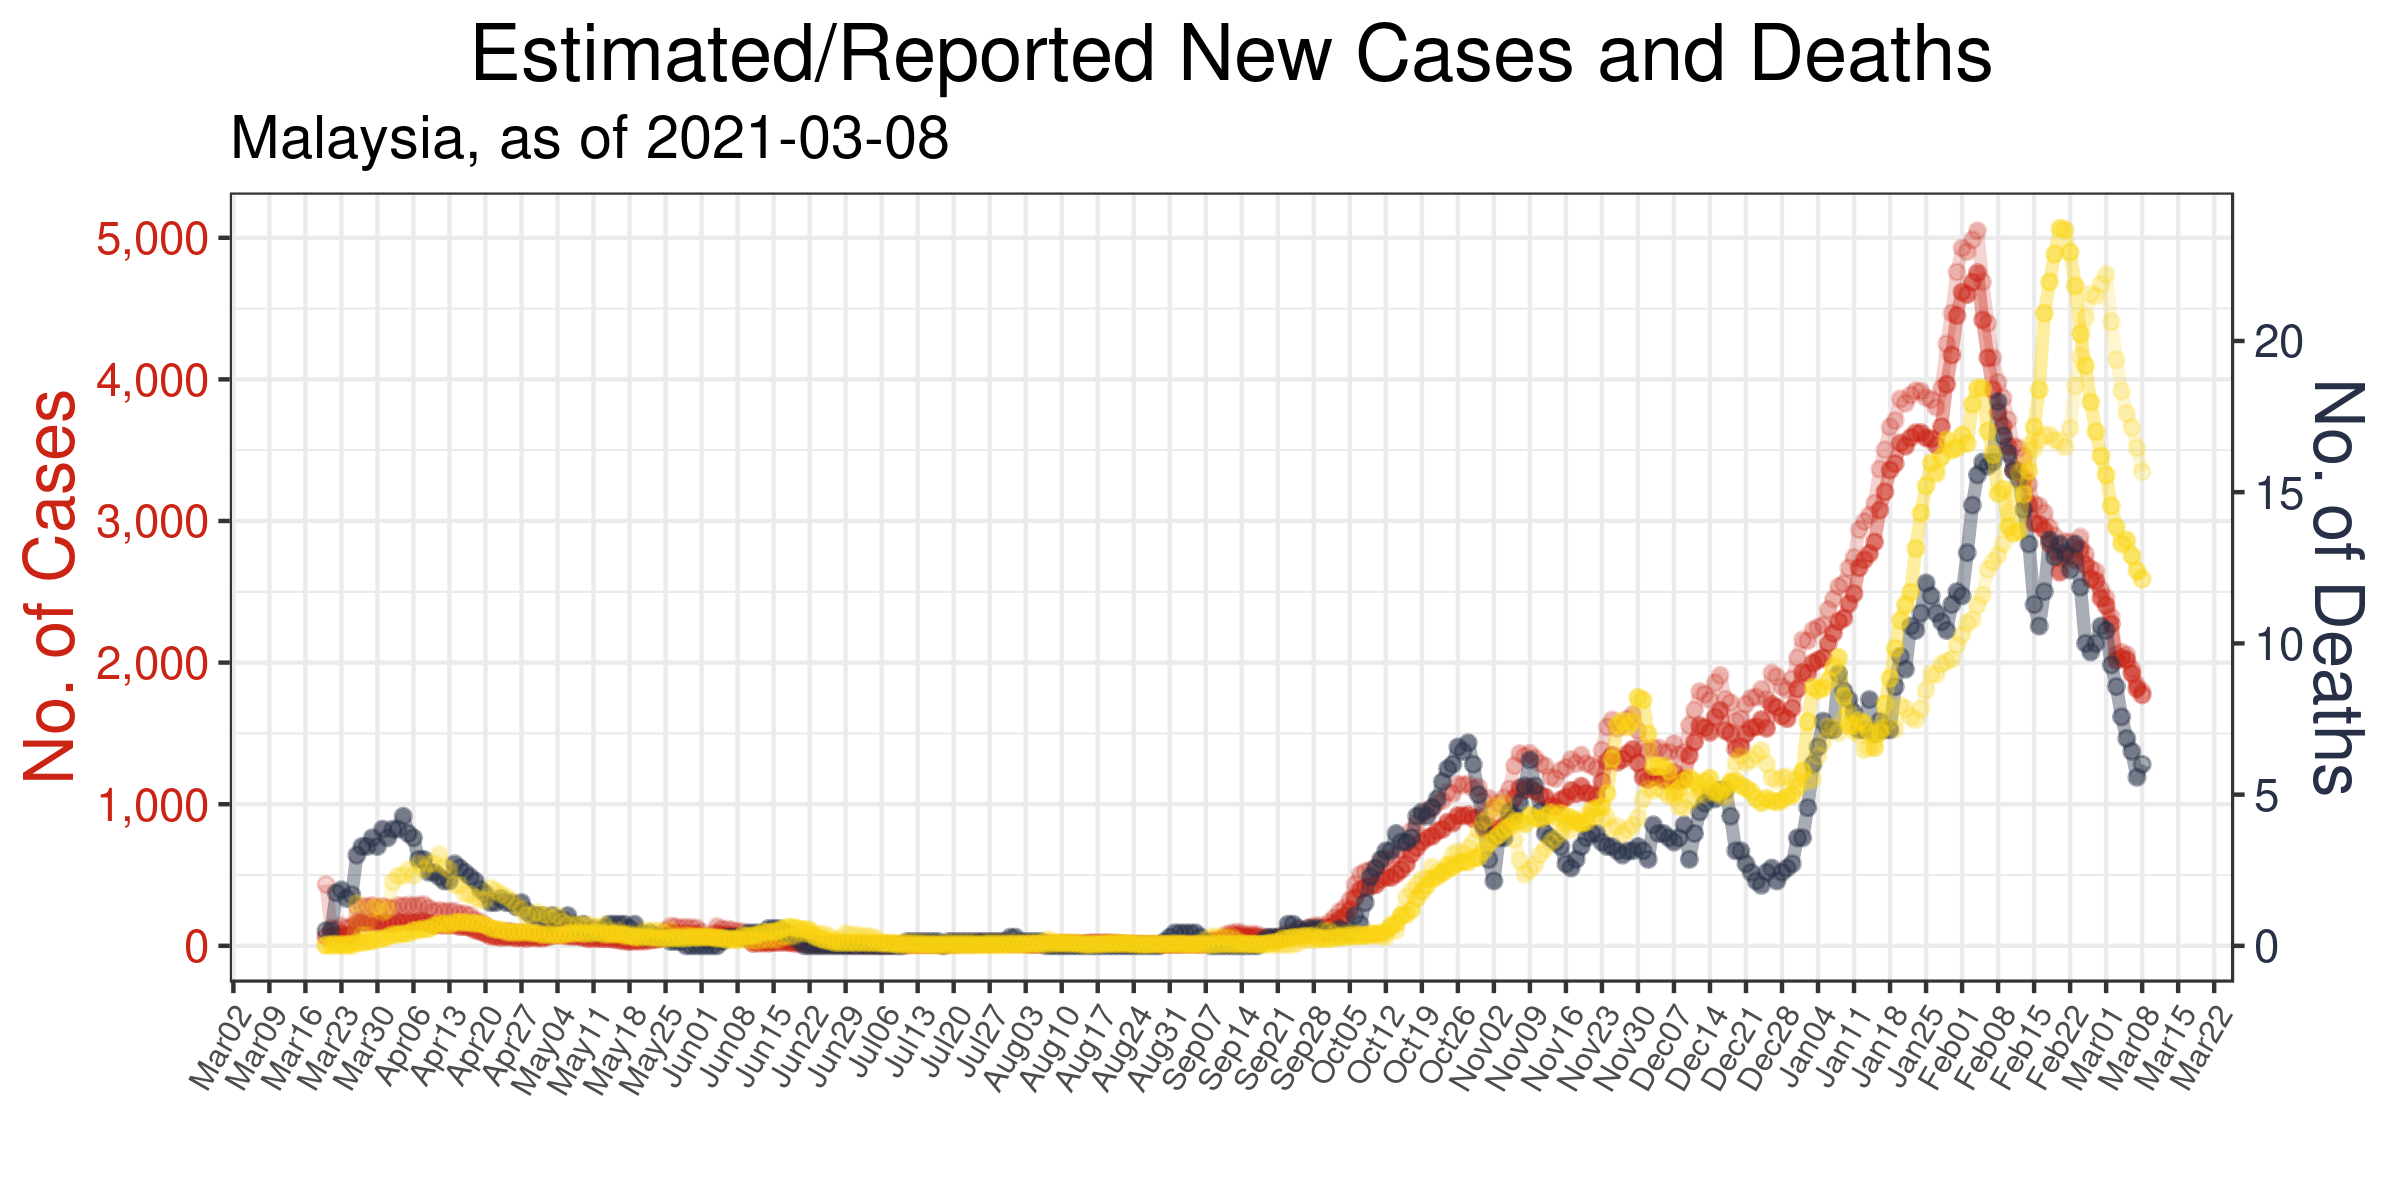 Estimated/Reported New Cases and Deaths
Malaysia, as of 2021-03-08
No. of Cases
5,000
4,000
3,000
2,000
1,000
0
No. of Deaths
20
15
10
5
0
Mar02
Mar09
Mar16
Mar23
Mar30
Apr06
Apr13
Apr20
Apr27
May04
May11
May18
May25
Jun01
Jun08
Jun15
Jun22
Jun29
Jul06
Jul13
Jul20
Jul27
Aug03
Aug10
Aug17
Aug24
Aug31
Sep07
Sep14
Sep21
Sep28
Oct05
Oct12
Oct19
Oct26
Nov02
Nov09
Nov16
Nov23
Nov30
Dec07
Dec14
Dec21
Dec28
Jan04
Jan11
Jan18
Jan25
Feb01
Feb08
Feb15
Feb22
Mar01
Mar08
Mar15
Mar22